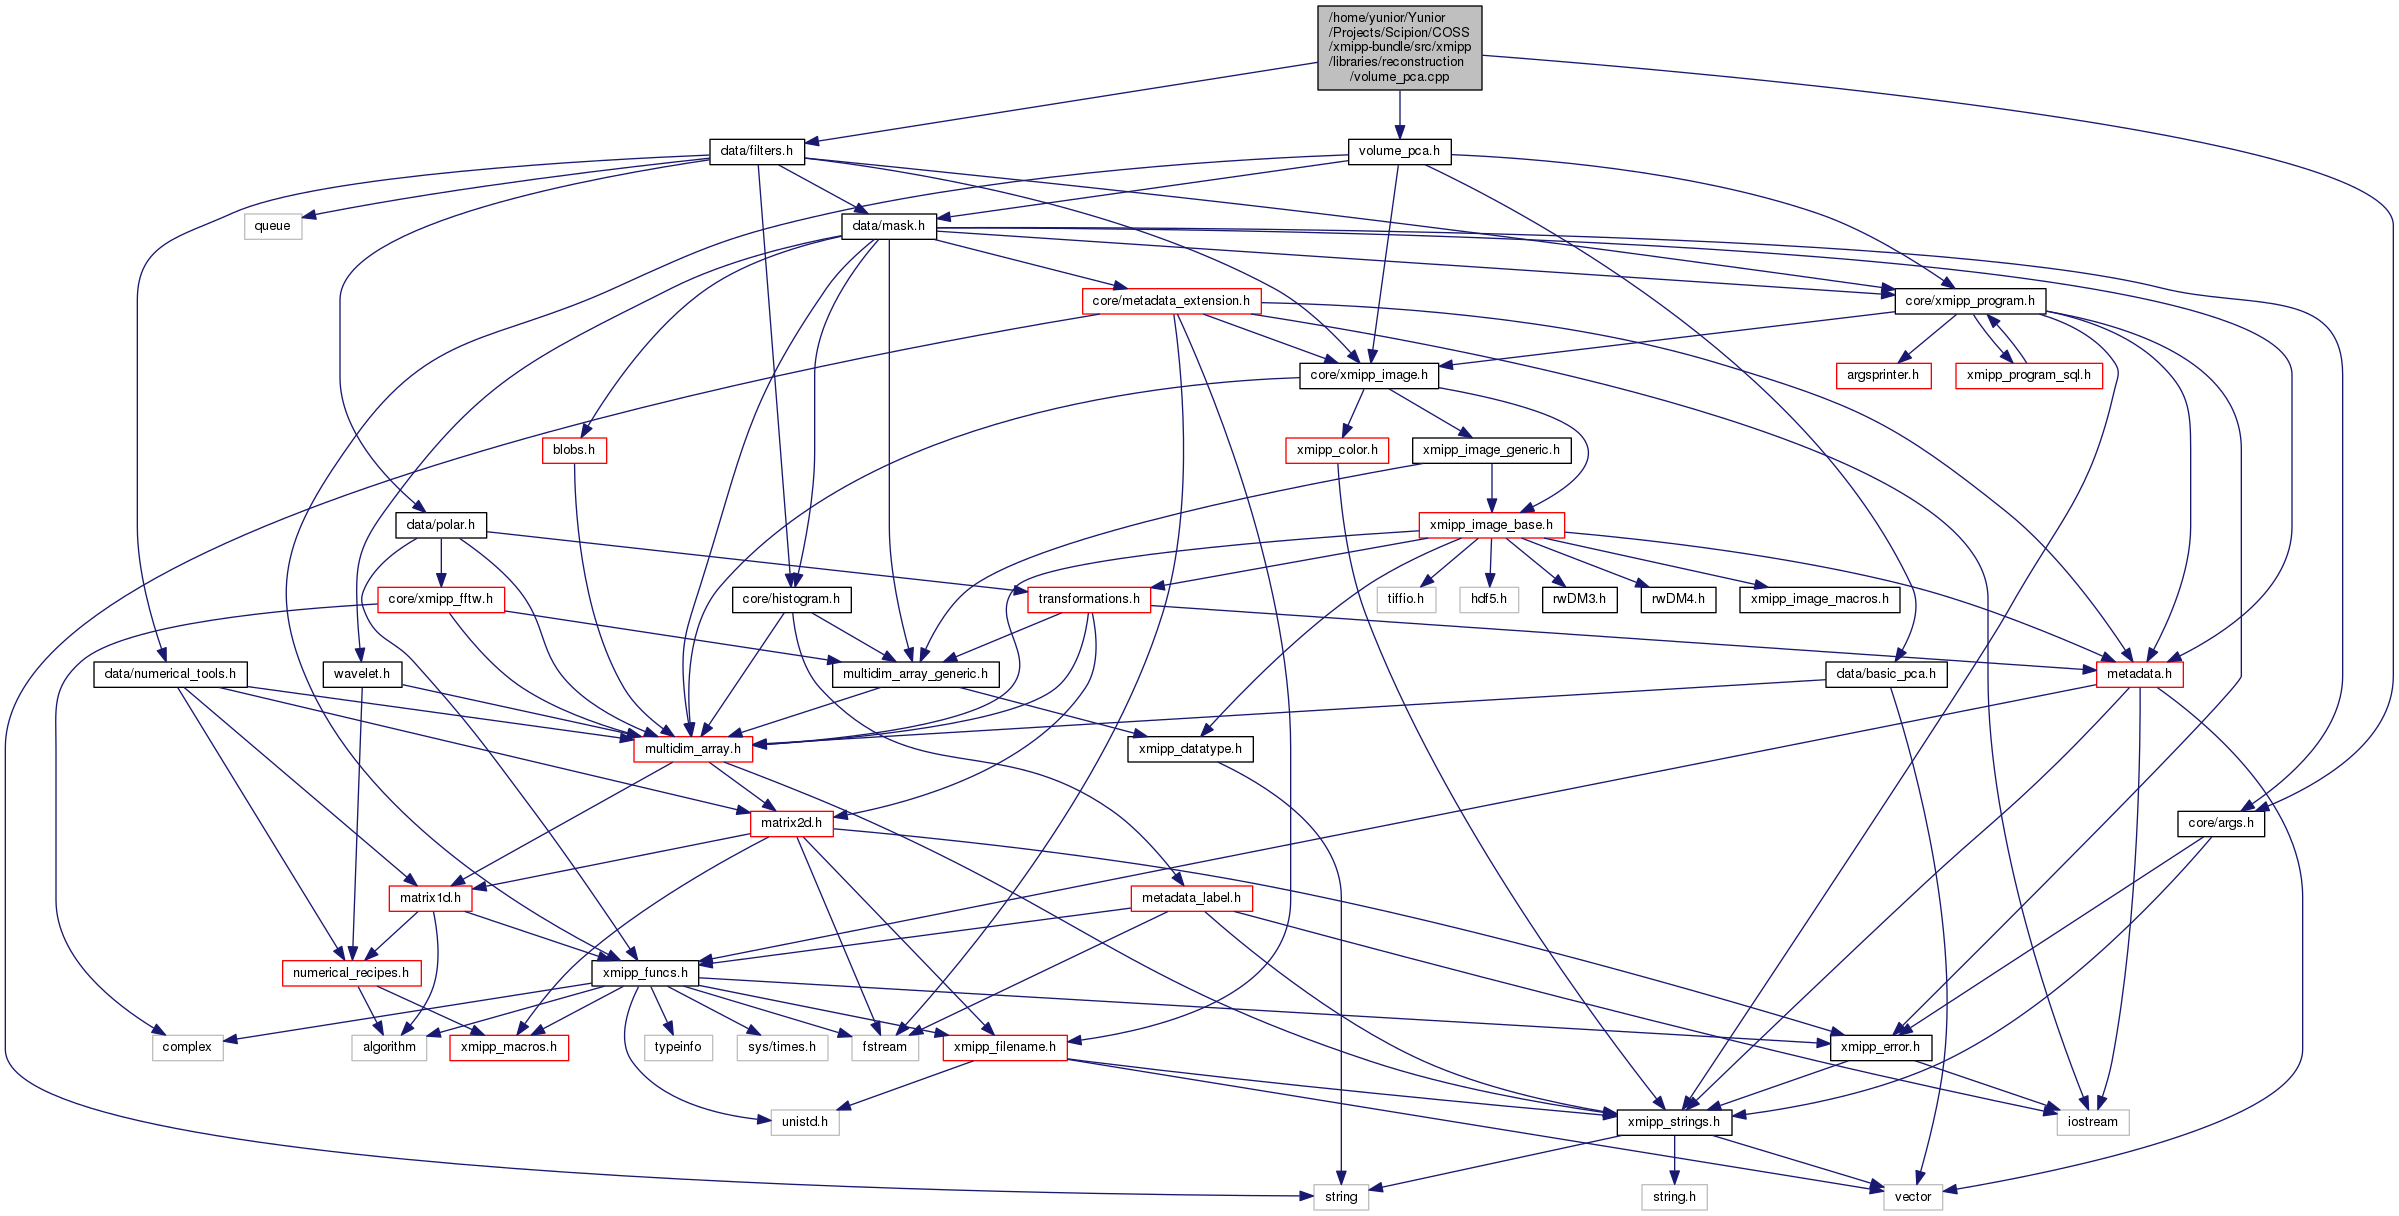 /home/yunior/Yunior
/Projects/Scipion/COSS
/xmipp-bundle/src/xmipp
/libraries/reconstruction
/volume_pca.cpp
data/filters.h
volume_pca.h
queue
data/mask.h
core/metadata_extension.h
core/xmipp_program.h
core/xmipp_image.h
argsprinter.h
xmipp_program_sql.h
blobs.h
xmipp_color.h
xmipp_image_generic.h
data/polar.h
xmipp_image_base.h
core/xmipp_fftw.h
core/histogram.h
transformations.h
tiffio.h
hdf5.h
rwDM3.h
rwDM4.h
xmipp_image_macros.h
data/numerical_tools.h
wavelet.h
multidim_array_generic.h
data/basic_pca.h
metadata.h
multidim_array.h
xmipp_datatype.h
matrix2d.h
core/args.h
matrix1d.h
metadata_label.h
numerical_recipes.h
xmipp_funcs.h
complex
algorithm
xmipp_macros.h
typeinfo
sys/times.h
fstream
xmipp_filename.h
xmipp_error.h
unistd.h
xmipp_strings.h
iostream
string
string.h
vector